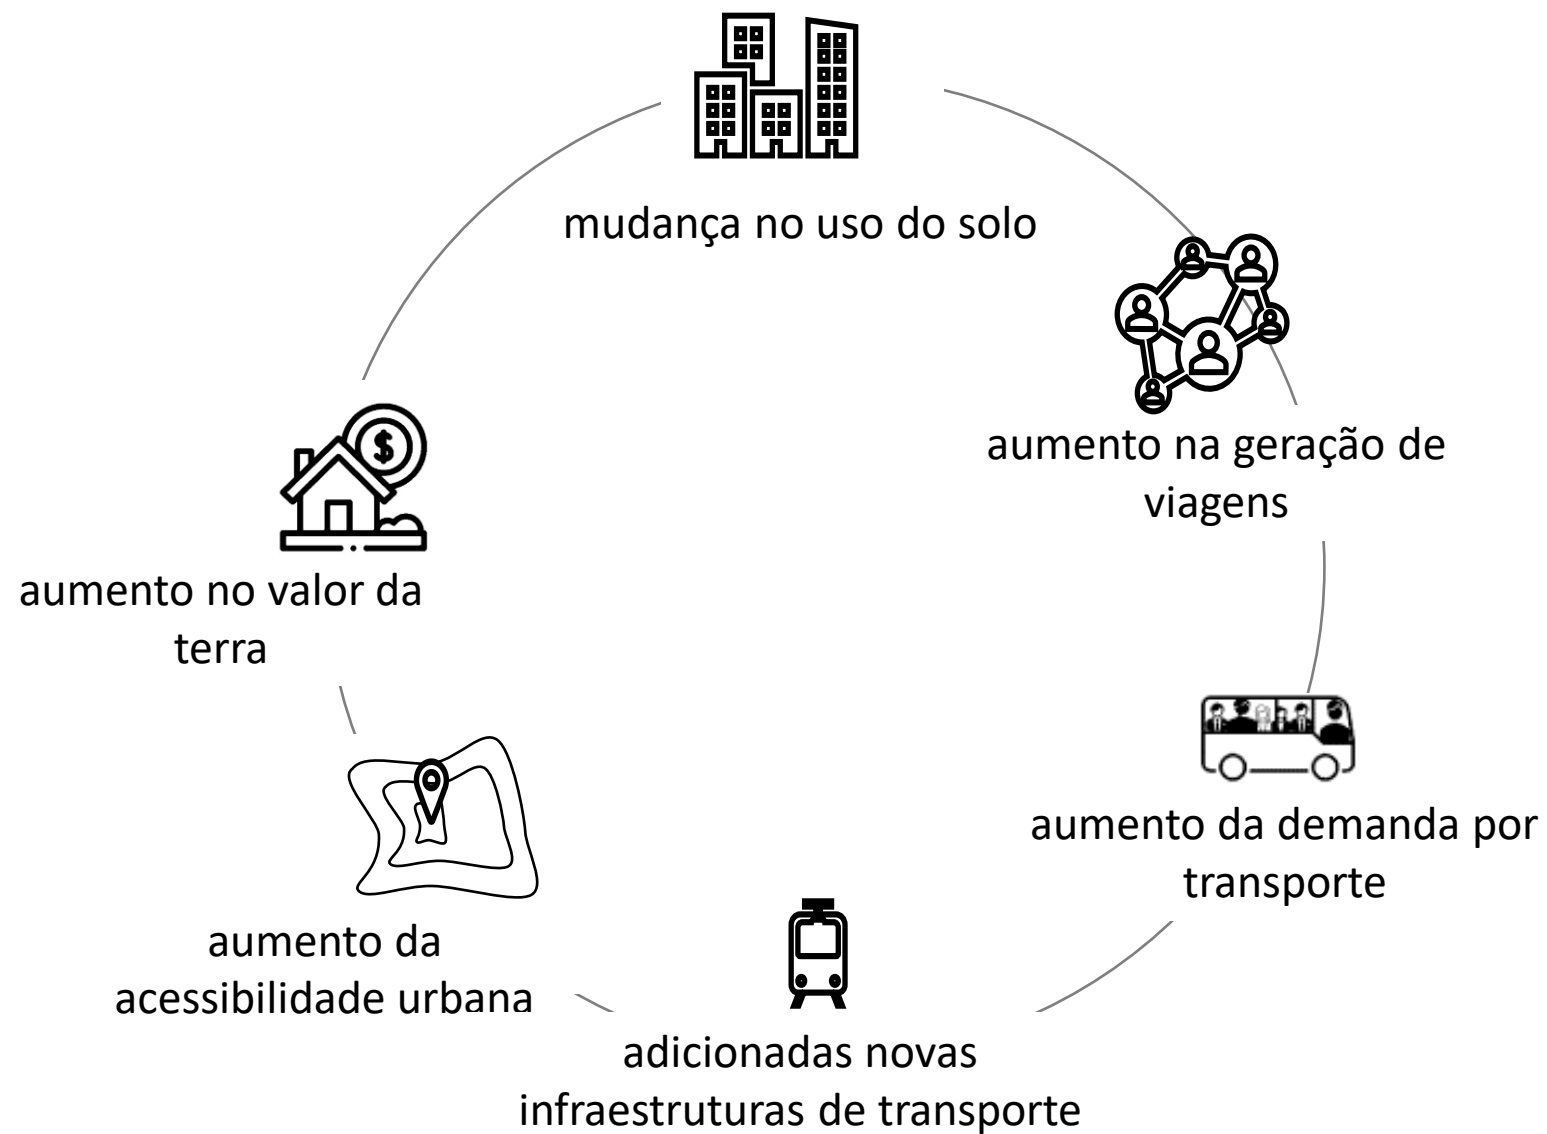 mudança no uso do solo
aumento na geração de
viagens
aumento da demanda por
transporte
adicionadas novas
infraestruturas de transporte
aumento da
acessibilidade urbana
aumento no valor da
terra
$